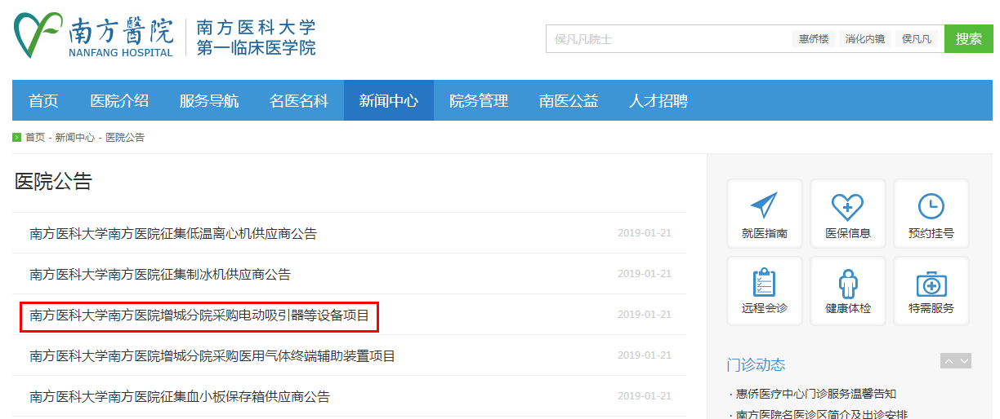 南方醫院
NANFANG HOSPITAL
南方医科大学
第一临床医学院
侯凡凡院士
惠侨楼 消化内镜 侯凡凡
搜索
首页 医院介绍 服务导航 名医名科 新闻中心 院务管理 南医公益 人才招聘
首页 - 新闻中心 - 医院公告
医院公告
南方医科大学南方医院征集低温离心机供应商公告 2019-01-21
南方医科大学南方医院征集制冰机供应商公告 2019-01-21
南方医科大学南方医院增城分院采购电动吸引器等设备项目 2019-01-21
南方医科大学南方医院增城分院采购医用气体终端辅助装置项目 2019-01-21
南方医科大学南方医院征集血小板保存箱供应商公告 2019-01-21
就医指南 医保信息 预约挂号
远程会诊 健康体检 特需服务
门诊动态
· 惠侨医疗中心门诊服务温馨告知
· 南方医院名医诊区简介及出诊安排